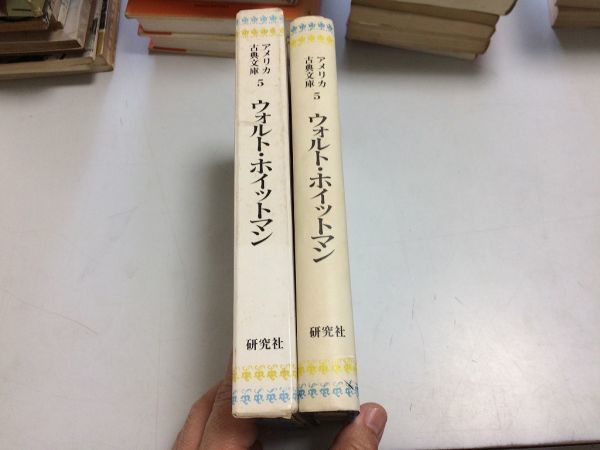 アメリカ
古典文庫 5
ウォルト・ホイットマン
研究社
アメリカ
古典文庫 5
ウォルト・ホイットマン
研究社